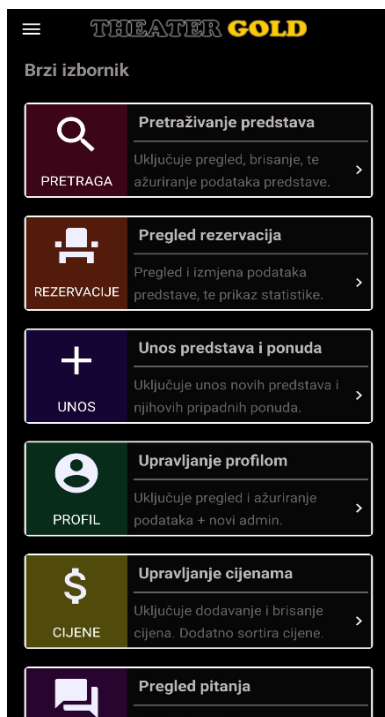 THEATER GOLD
Brzi izbornik
Pretraživanje predstava
Uključuje pregled, brisanje, te
ažuriranje podataka predstave.
PRETRAGA
Pregled rezervacija
Pregled i izmjena podataka
predstave, te prikaz statistike.
REZERVACIJE
Unos predstava i ponuda
Uključuje unos novih predstava i
njihovih pripadnih ponuda.
UNOS
Upravljanje profilom
Uključuje pregled i ažuriranje
podataka + novi admin.
PROFIL
Upravljanje cijenama
Uključuje dodavanje i brisanje
cijena. Dodatno sortira cijene.
CIJENE
Pregled pitanja